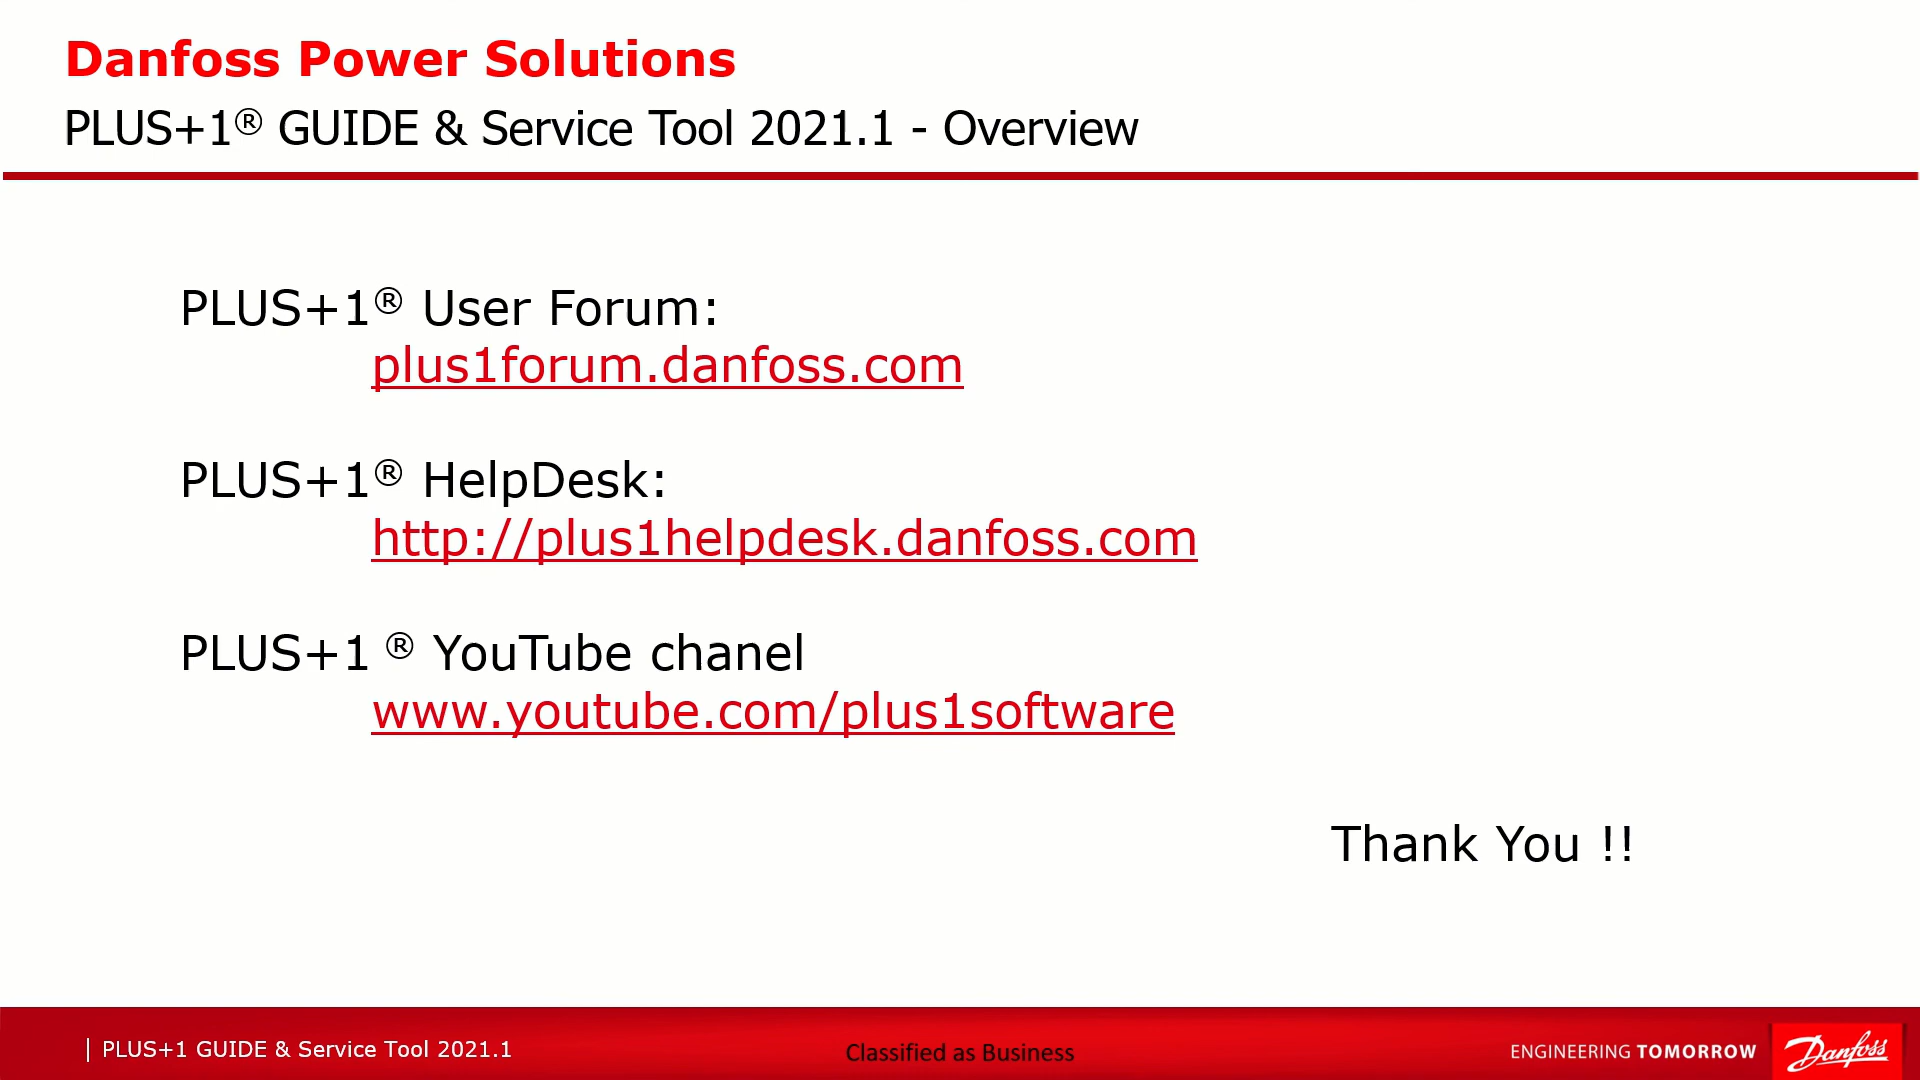 Danfoss Power Solutions
PLUS+1® GUIDE & Service Tool 2021.1 - Overview
PLUS+1® User Forum:
plus1forum.danfoss.com
PLUS+1® HelpDesk:
http://plus1helpdesk.danfoss.com
PLUS+1 ® YouTube chanel
www.youtube.com/plus1software
Thank You !!
| PLUS+1 GUIDE & Service Tool 2021.1
Classified as Business
ENGINEERING TOMORROW
Danfoss